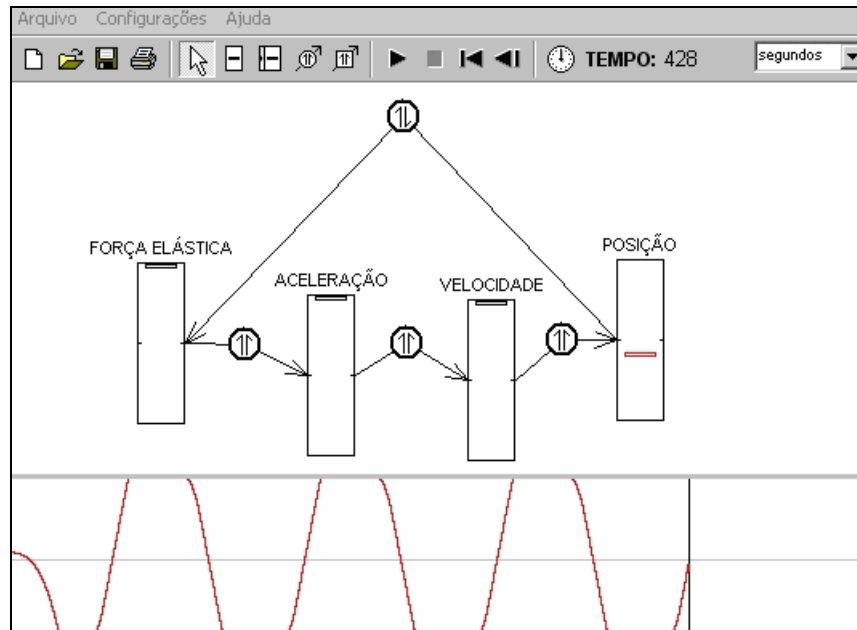 Arquivo Configurações Ajuda
TEMPO: 428 segundos
FORÇA ELÁSTICA
ACELERAÇÃO
VELOCIDADE
POSIÇÃO